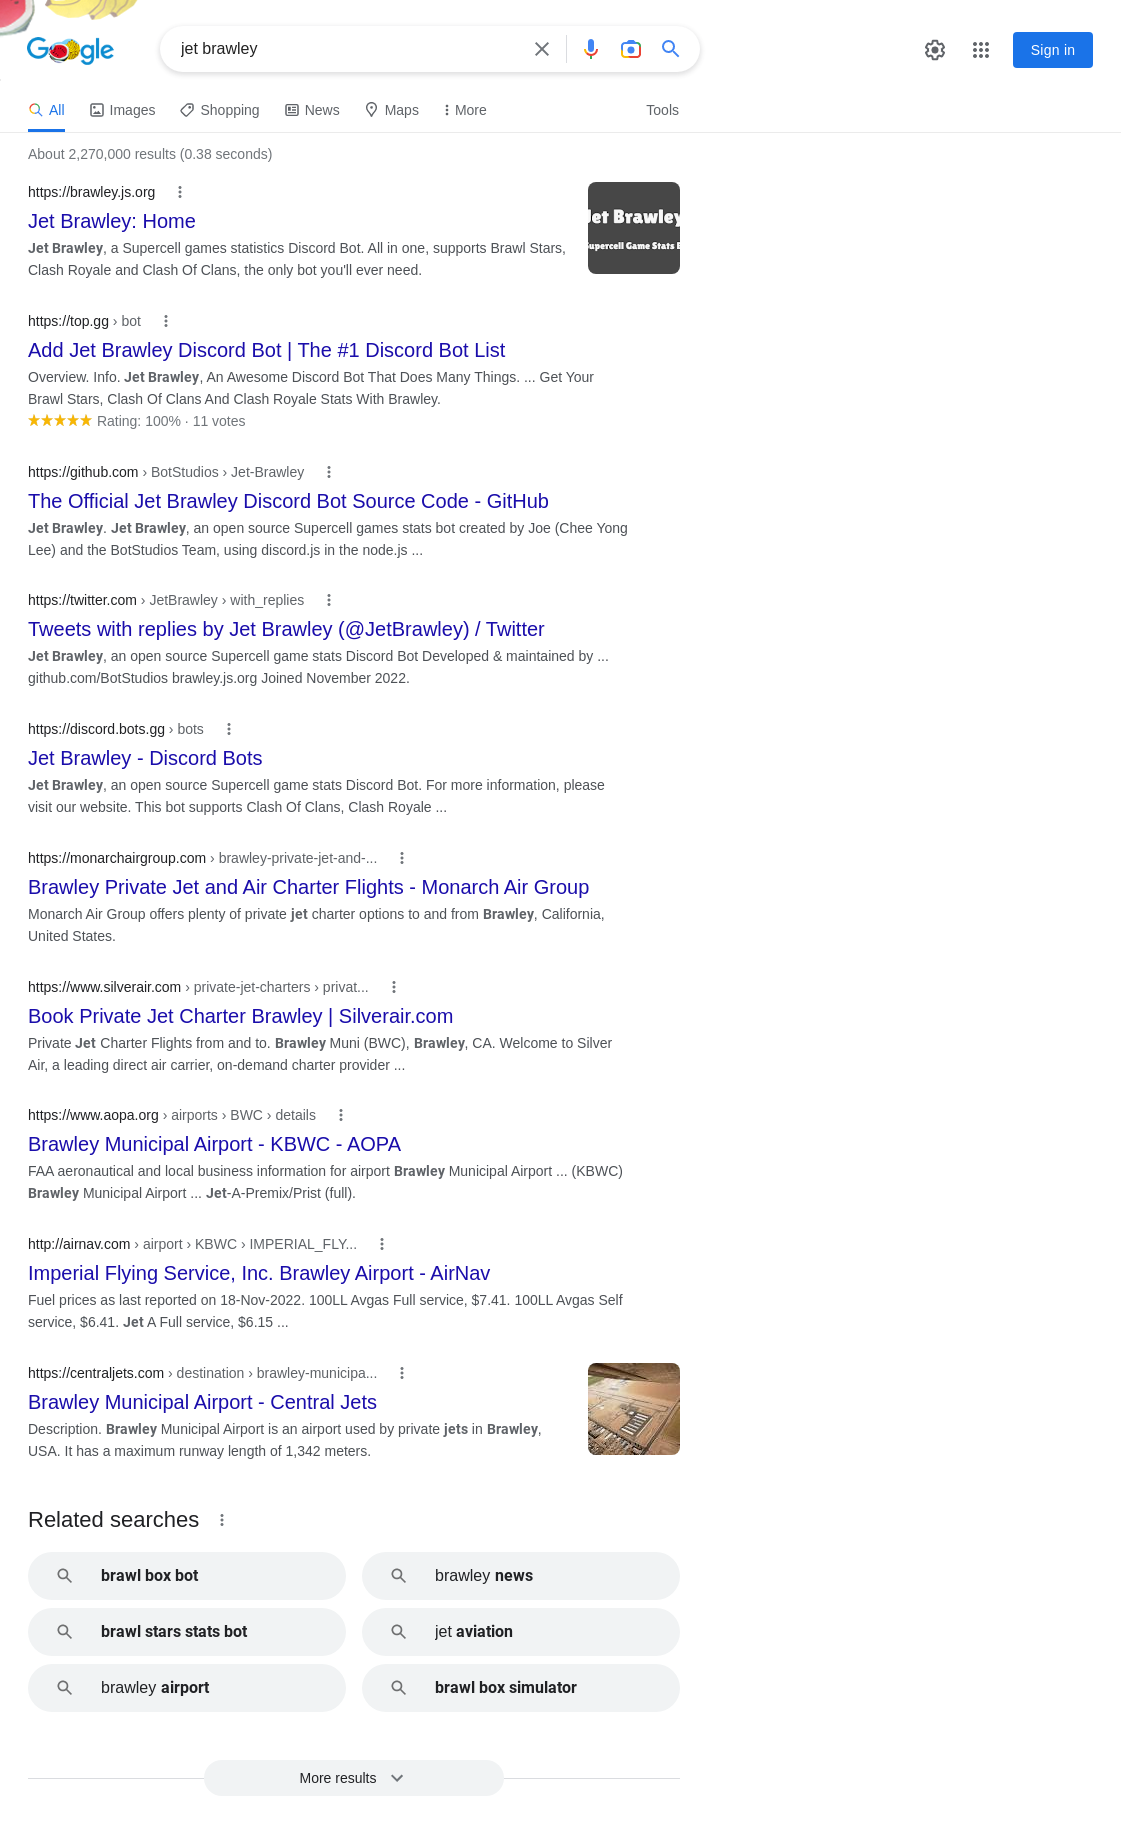 Google
jet brawley
Sign in
All
Images
Shopping
News
Maps
More
Tools
About 2,270,000 results (0.38 seconds)
https://brawley.js.org
Jet Brawley: Home
Jet Brawley, a Supercell games statistics Discord Bot. All in one, supports Brawl Stars,
Clash Royale and Clash Of Clans, the only bot you'll ever need.
Jet Brawley
Supercell Game Stats B
https://top.gg › bot
Add Jet Brawley Discord Bot | The #1 Discord Bot List
Overview. Info. Jet Brawley, An Awesome Discord Bot That Does Many Things. ... Get Your
Brawl Stars, Clash Of Clans And Clash Royale Stats With Brawley.
Rating: 100% · 11 votes
https://github.com › BotStudios › Jet-Brawley
The Official Jet Brawley Discord Bot Source Code - GitHub
Jet Brawley. Jet Brawley, an open source Supercell games stats bot created by Joe (Chee Yong
Lee) and the BotStudios Team, using discord.js in the node.js ...
https://twitter.com › JetBrawley › with_replies
Tweets with replies by Jet Brawley (@JetBrawley) / Twitter
Jet Brawley, an open source Supercell game stats Discord Bot Developed & maintained by ...
github.com/BotStudios brawley.js.org Joined November 2022.
https://discord.bots.gg › bots
Jet Brawley - Discord Bots
Jet Brawley, an open source Supercell game stats Discord Bot. For more information, please
visit our website. This bot supports Clash Of Clans, Clash Royale ...
https://monarchairgroup.com › brawley-private-jet-and-...
Brawley Private Jet and Air Charter Flights - Monarch Air Group
Monarch Air Group offers plenty of private jet charter options to and from Brawley, California,
United States.
https://www.silverair.com › private-jet-charters › privat...
Book Private Jet Charter Brawley | Silverair.com
Private Jet Charter Flights from and to. Brawley Muni (BWC), Brawley, CA. Welcome to Silver
Air, a leading direct air carrier, on-demand charter provider ...
https://www.aopa.org › airports › BWC › details
Brawley Municipal Airport - KBWC - AOPA
FAA aeronautical and local business information for airport Brawley Municipal Airport ... (KBWC)
Brawley Municipal Airport ... Jet-A-Premix/Prist (full).
http://airnav.com › airport › KBWC › IMPERIAL_FLY...
Imperial Flying Service, Inc. Brawley Airport - AirNav
Fuel prices as last reported on 18-Nov-2022. 100LL Avgas Full service, $7.41. 100LL Avgas Self
service, $6.41. Jet A Full service, $6.15 ...
https://centraljets.com › destination › brawley-municipa...
Brawley Municipal Airport - Central Jets
Description. Brawley Municipal Airport is an airport used by private jets in Brawley,
USA. It has a maximum runway length of 1,342 meters.
Related searches
brawl box bot
brawley news
brawl stars stats bot
jet aviation
brawley airport
brawl box simulator
More results